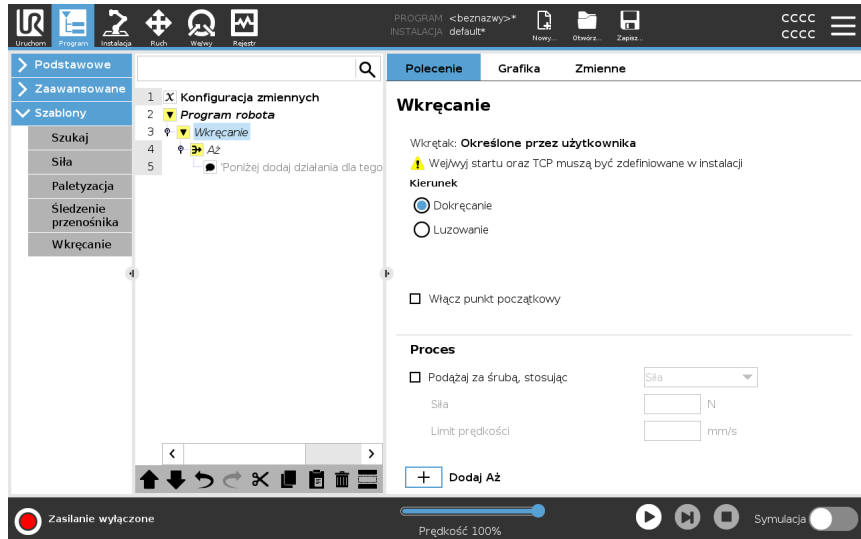 UR
PROGRAM <beznazwy>*
INSTALACJA default*
Uruchom
Program
Instalacja
Ruch
We/wy
Rejestr
Nowy...
Otwórz...
Zapisz...
CCCC
CCCC
Podstawowe
Zaawansowane
Szablony
Szukaj
Siła
Paletyzacja
Śledzenie
przenośnika
Wkręcanie
1 X Konfiguracja zmiennych
2 Program robota
3 Wkręcanie
4 Aż
5 'Poniżej dodaj działania dla tego
Polecenie Grafika Zmienne
Wkręcanie
Wkrętak: Określone przez użytkownika
Wej/wyj startu oraz TCP muszą być zdefiniowane w instalacji
Kierunek
Dokręcanie
Luzowanie
Włącz punkt początkowy
Proces
Podążaj za śrubą, stosując Siła
Siła N
Limit prędkości mm/s
Dodaj Aż
Zasilanie wyłączone
Prędkość 100%
Symulacja